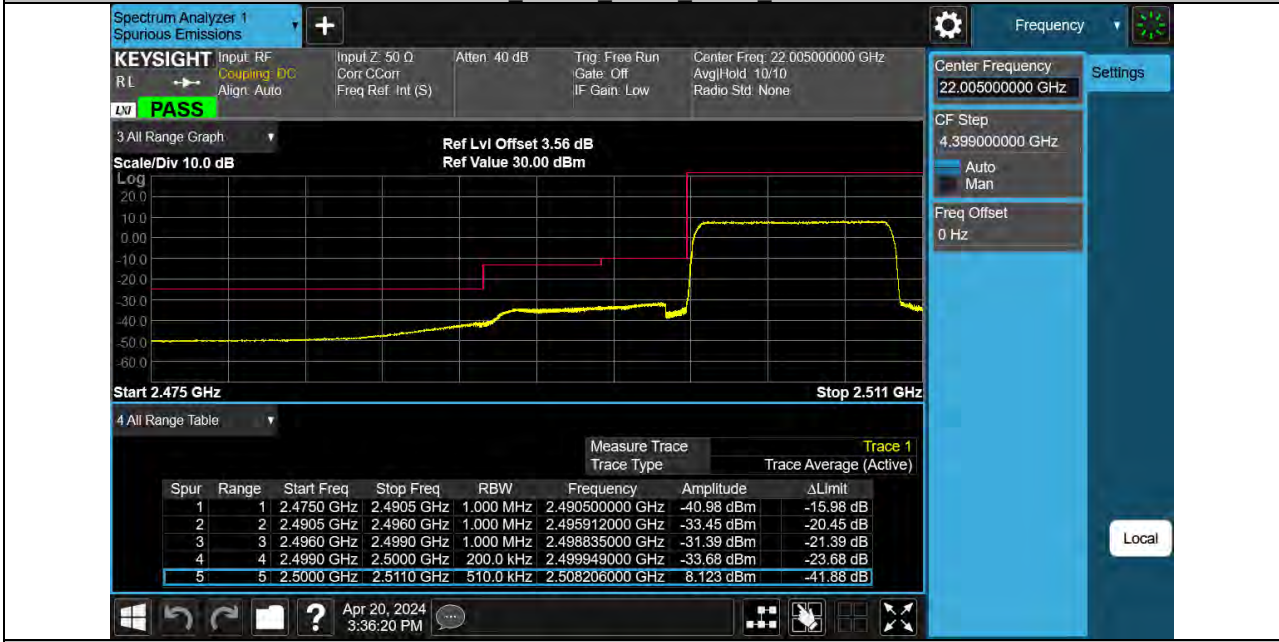 Spectrum Analyzer 1
Spurious Emissions
+
Frequency
KEYSIGHT
R L
LXI PASS
Input: RF
Coupling: DC
Align: Auto
Input Z: 50 Ω
Corr CCorr
Freq Ref: Int (S)
Atten: 40 dB
Trig: Free Run
Gate: Off
IF Gain: Low
Center Freq: 22.005000000 GHz
Avg|Hold: 10/10
Radio Std: None
Center Frequency
22.005000000 GHz
Settings
CF Step
4.399000000 GHz
Auto
Man
Freq Offset
0 Hz
3 All Range Graph
Scale/Div 10.0 dB
Ref Lvl Offset 3.56 dB
Ref Value 30.00 dBm
Log
20.0
10.0
0.00
-10.0
-20.0
-30.0
-40.0
-50.0
-60.0
Start 2.475 GHz
Stop 2.511 GHz
4 All Range Table
Measure Trace Trace 1
Trace Type Trace Average (Active)
Spur Range Start Freq Stop Freq RBW Frequency Amplitude ΔLimit
1 1 2.4750 GHz 2.4905 GHz 1.000 MHz 2.490500000 GHz -40.98 dBm -15.98 dB
2 2 2.4905 GHz 2.4960 GHz 1.000 MHz 2.495912000 GHz -33.45 dBm -20.45 dB
3 3 2.4960 GHz 2.4990 GHz 1.000 MHz 2.498835000 GHz -31.39 dBm -21.39 dB
4 4 2.4990 GHz 2.5000 GHz 200.0 kHz 2.499949000 GHz -33.68 dBm -23.68 dB
5 5 2.5000 GHz 2.5110 GHz 510.0 kHz 2.508206000 GHz 8.123 dBm -41.88 dB
Local
?
Apr 20, 2024
3:36:20 PM